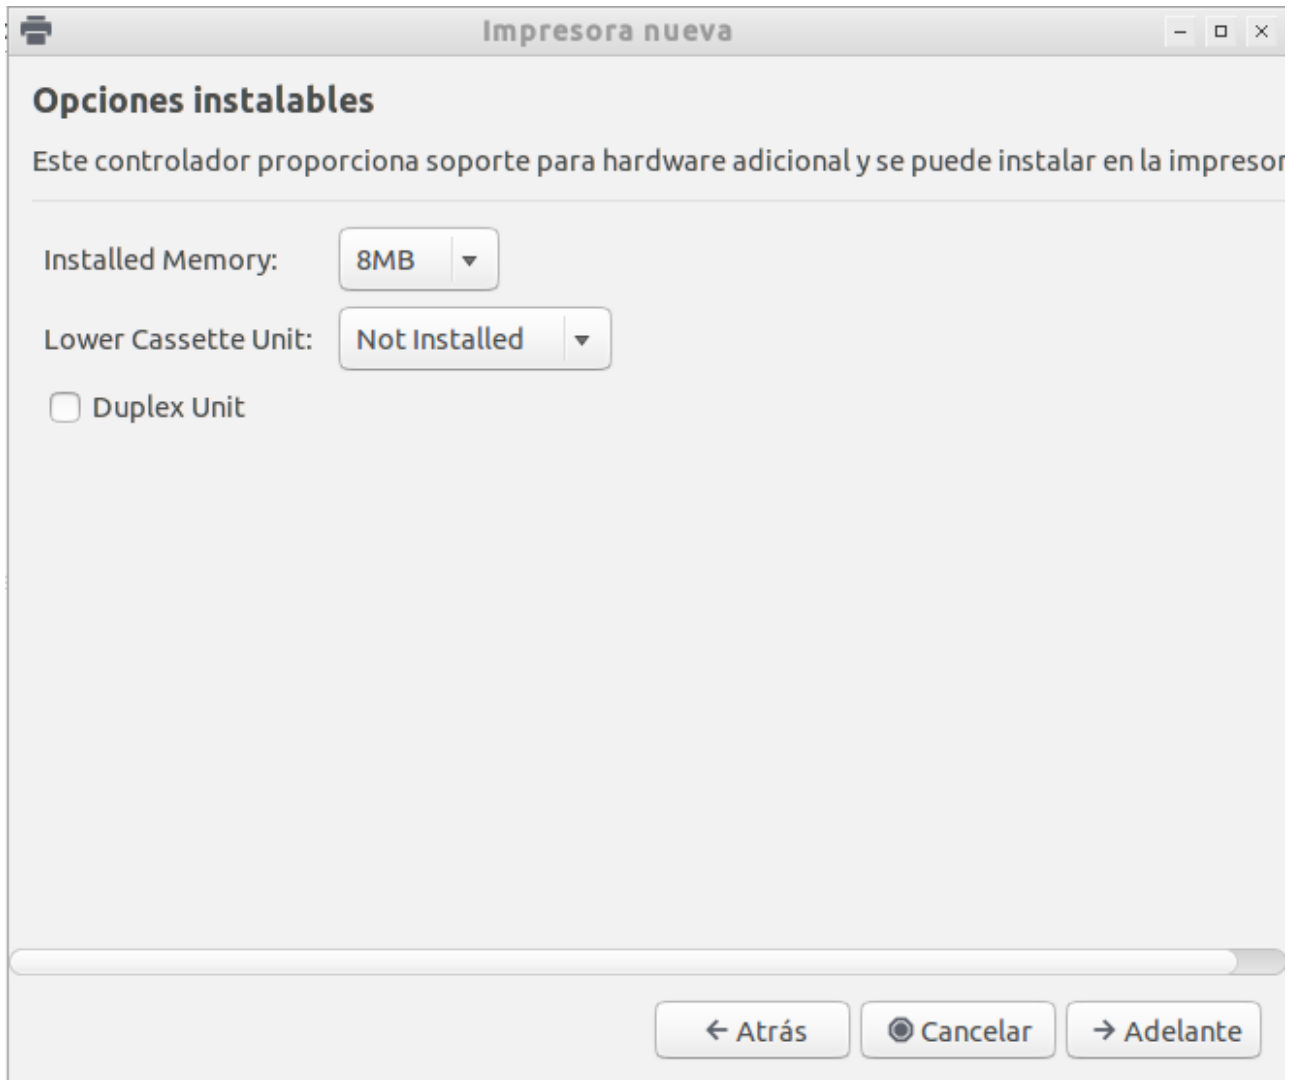 Impresora nueva
Opciones instalables
Este controlador proporciona soporte para hardware adicional y se puede instalar en la impresor
Installed Memory: 8MB
Lower Cassette Unit: Not Installed
Duplex Unit
Atrás Cancelar Adelante